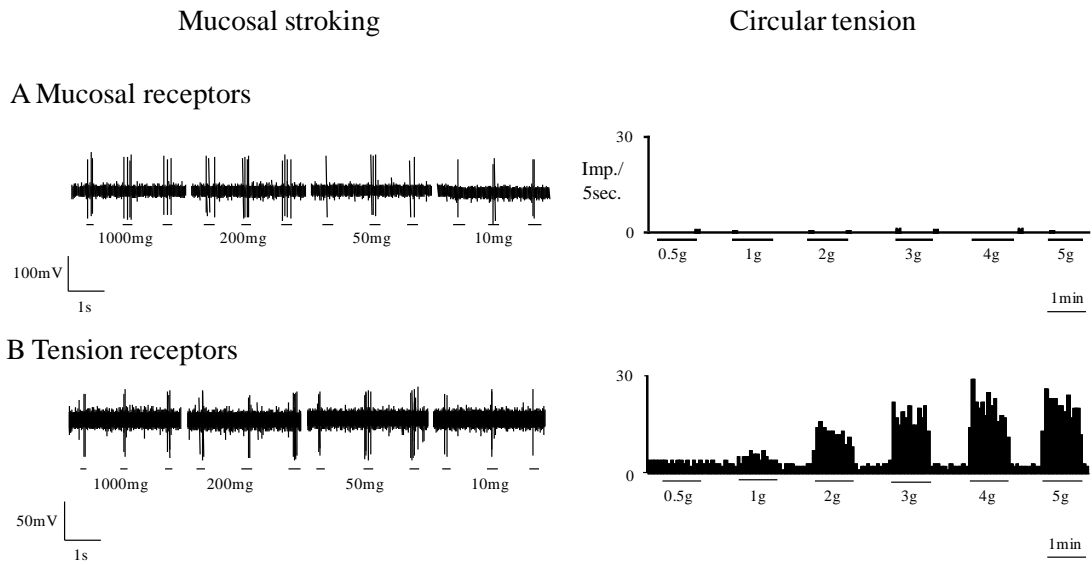 Mucosal stroking
Circular tension
A Mucosal receptors
30
Imp./
5sec.
0
1000mg 200mg 50mg 10mg
0.5g 1g 2g 3g 4g 5g
100mV
1s
1min
B Tension receptors
30
0
1000mg 200mg 50mg 10mg
0.5g 1g 2g 3g 4g 5g
50mV
1s
1min